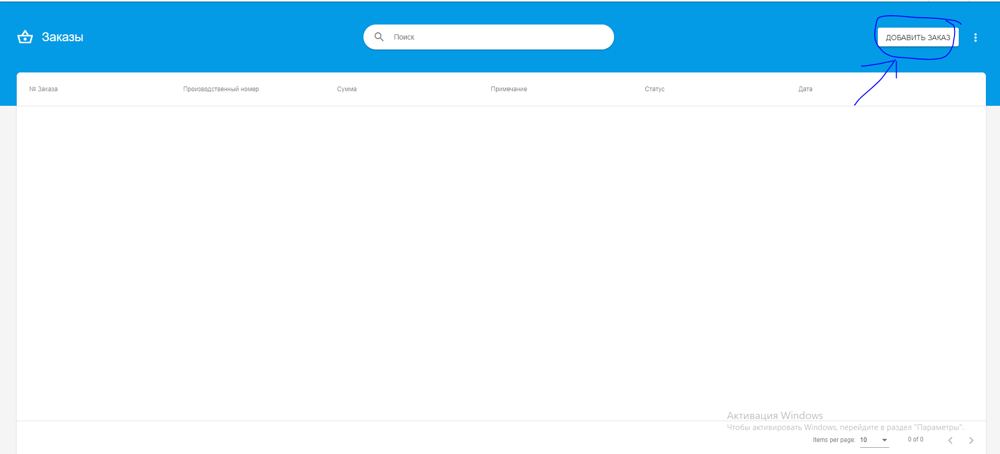 Заказы
Поиск
ДОБАВИТЬ ЗАКАЗ
№ Заказа Производственный номер Сумма Примечание Статус Дата
Активация Windows
Чтобы активировать Windows, перейдите в раздел "Параметры".
Items per page: 10 0 of 0